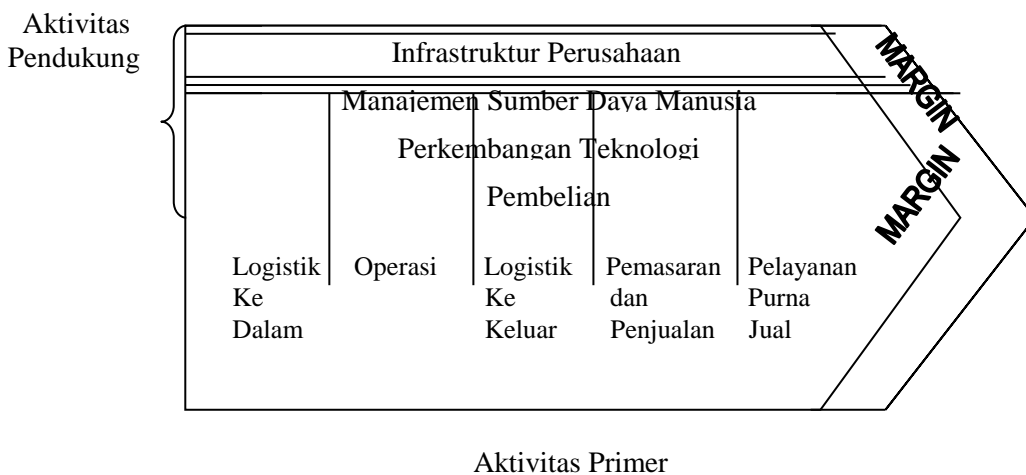 Aktivitas
Pendukung
Infrastruktur Perusahaan
MARGIN
Manajemen Sumber Daya Manusia
Perkembangan Teknologi
MARGIN
Pembelian
Logistik Ke Dalam
Operasi
Logistik Ke Keluar
Pemasaran dan Penjualan
Pelayanan Purna Jual
Aktivitas Primer